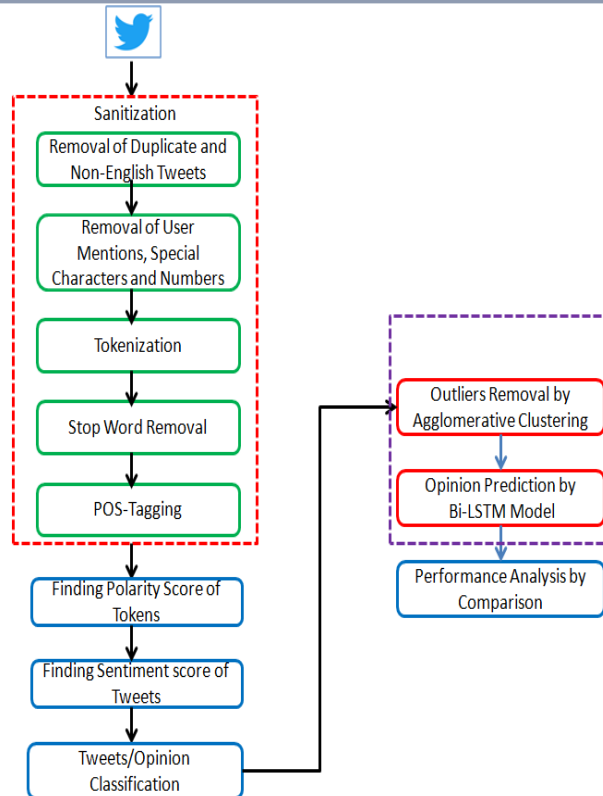 Sanitization
Removal of Duplicate and
Non-English Tweets
Removal of User
Mentions, Special
Characters and Numbers
Tokenization
Stop Word Removal
POS-Tagging
Finding Polarity Score of
Tokens
Finding Sentiment score of
Tweets
Tweets/Opinion
Classification
Outliers Removal by
Agglomerative Clustering
Opinion Prediction by
Bi-LSTM Model
Performance Analysis by
Comparison